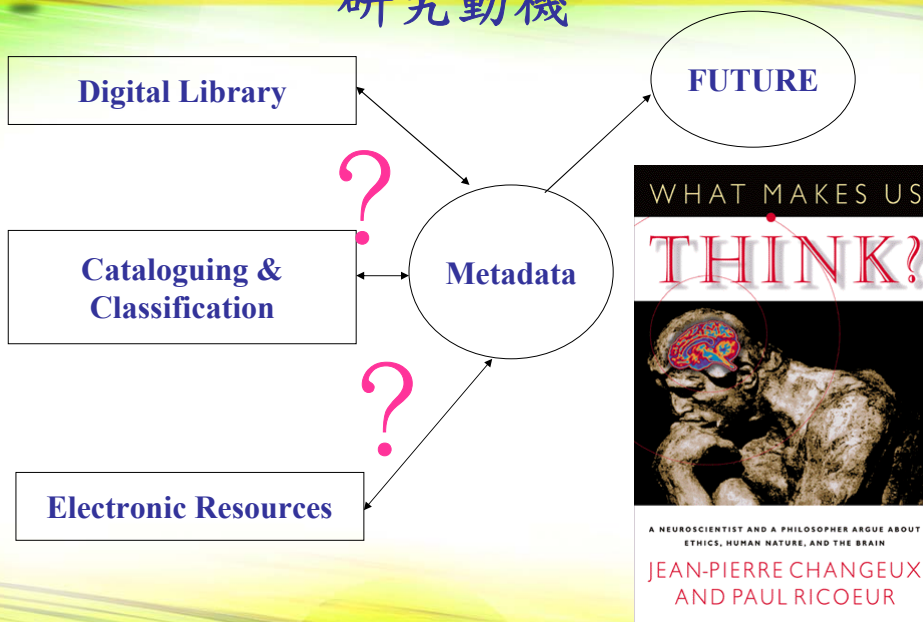 研究動機
Digital Library
FUTURE
?
Cataloguing &
Classification
Metadata
?
Electronic Resources
WHAT MAKES US
THINK?
A NEUROSCIENTIST AND A PHILOSOPHER ARGUE ABOUT
ETHICS, HUMAN NATURE, AND THE BRAIN
JEAN-PIERRE CHANGEUX
AND PAUL RICOEUR